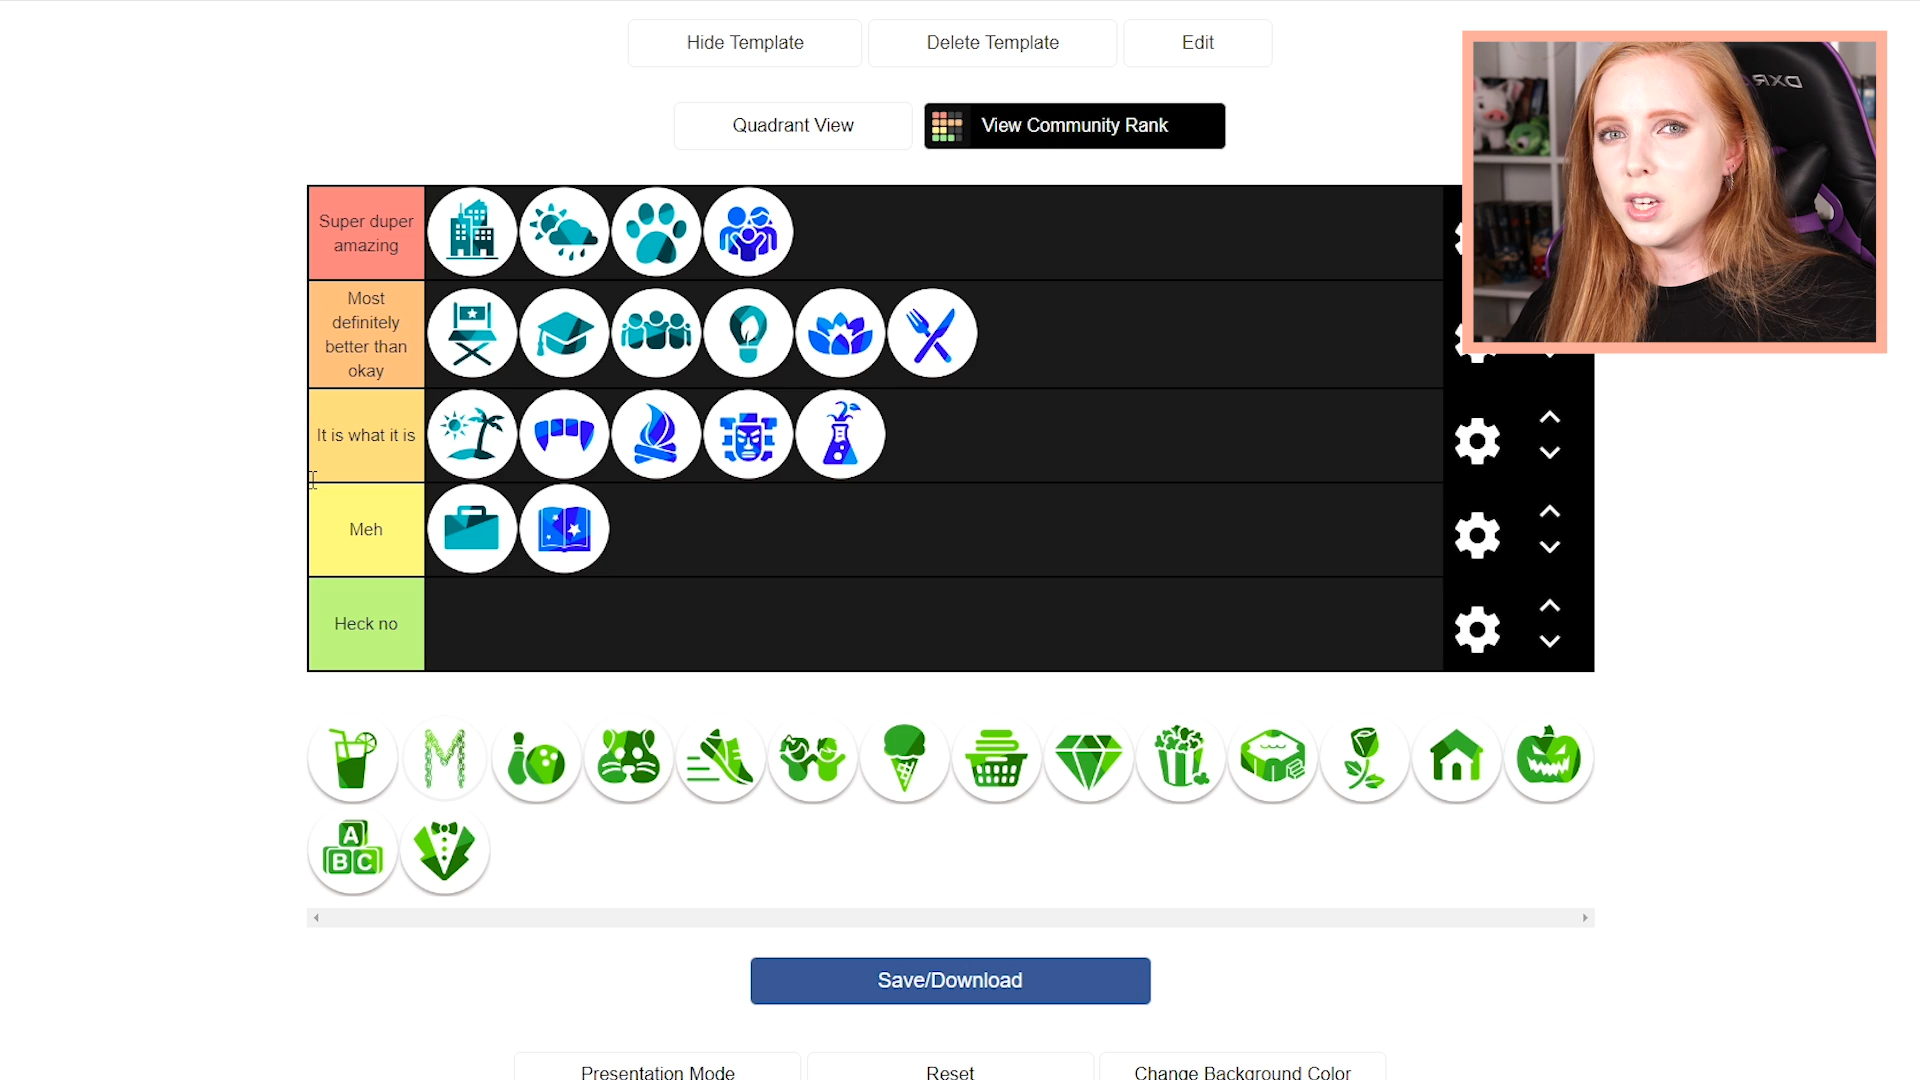 Hide Template
Delete Template
Edit
Quadrant View
View Community Rank
DXRA
Super duper
amazing
Most
definitely
better than
okay
It is what it is
Meh
Heck no
M
A
B C
Save/Download
Presentation Mode
Reset
Change Background Color